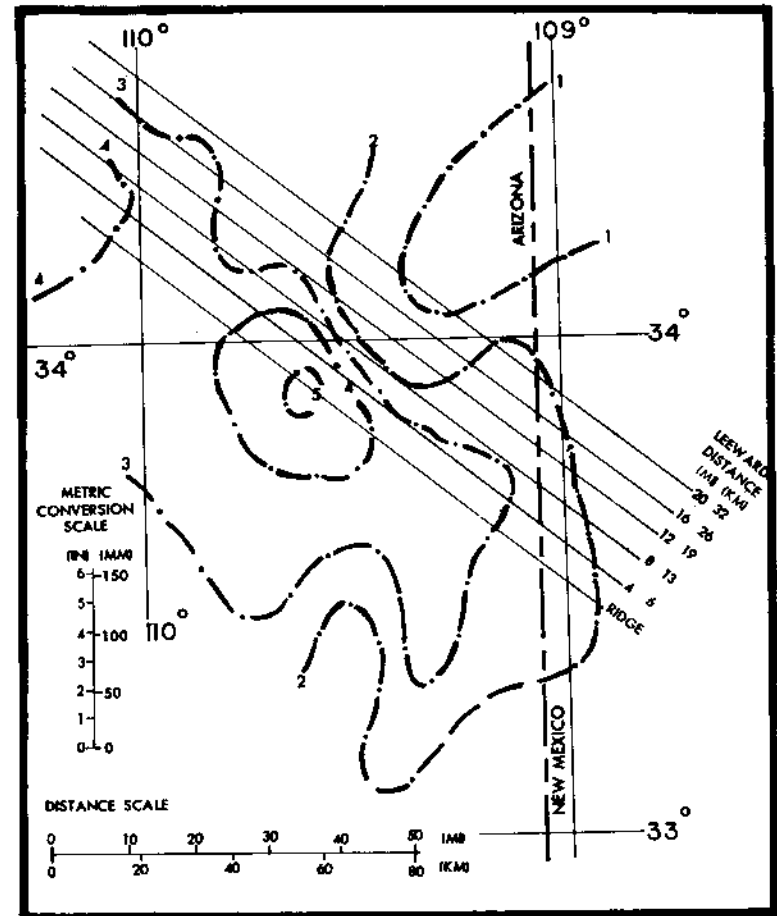 110°
109°
3
1
4
2
ARIZONA
1
4
34°
34°
5
4
LEEWARD
DISTANCE
(MI) (KM)
20 32
16 26
12 19
8 13
4 6
RIDGE
3
METRIC
CONVERSION
SCALE
(IN) (MM)
6 150
5
4 100
3
2 50
1
0 0
110°
2
NEW MEXICO
33°
DISTANCE SCALE
0 10 20 30 40 50 (MI)
0 20 40 60 80 (KM)